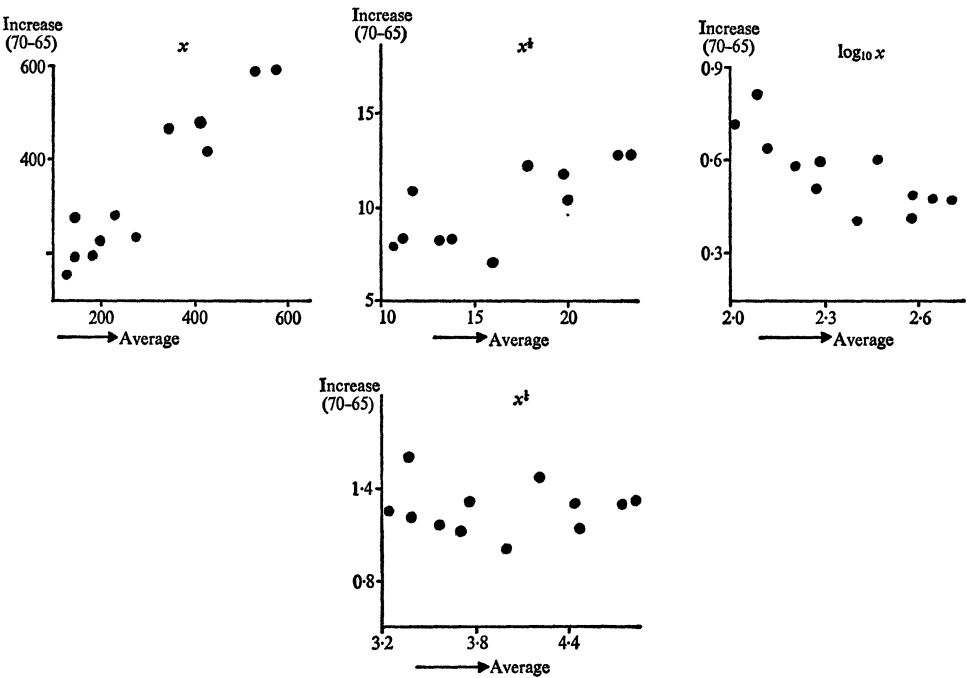 Increase
(70–65)
x
600
400
200
400
600
Average
Increase
(70–65)
x½
15
10
5
10
15
20
Average
Increase
(70–65)
log₁₀ x
0·9
0·6
0·3
2·0
2·3
2·6
Average
Increase
(70–65)
x¼
1·4
0·8
3·2
3·8
4·4
Average